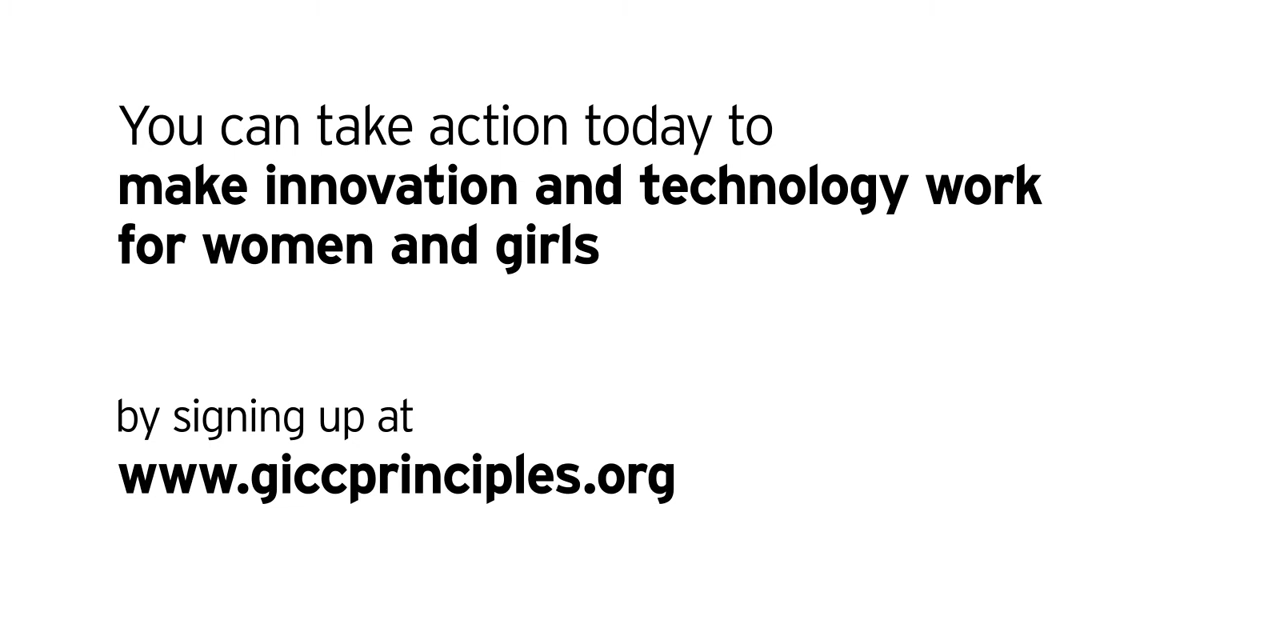 You can take action today to
make innovation and technology work
for women and girls
by signing up at
www.giccprinciples.org